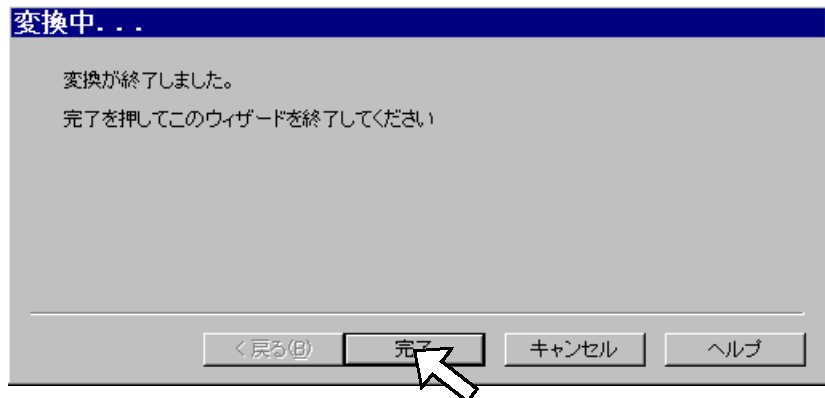 変換中...
変換が終了しました。
完了を押してこのウィザードを終了してください
< 戻る(B)
完了
キャンセル
ヘルプ